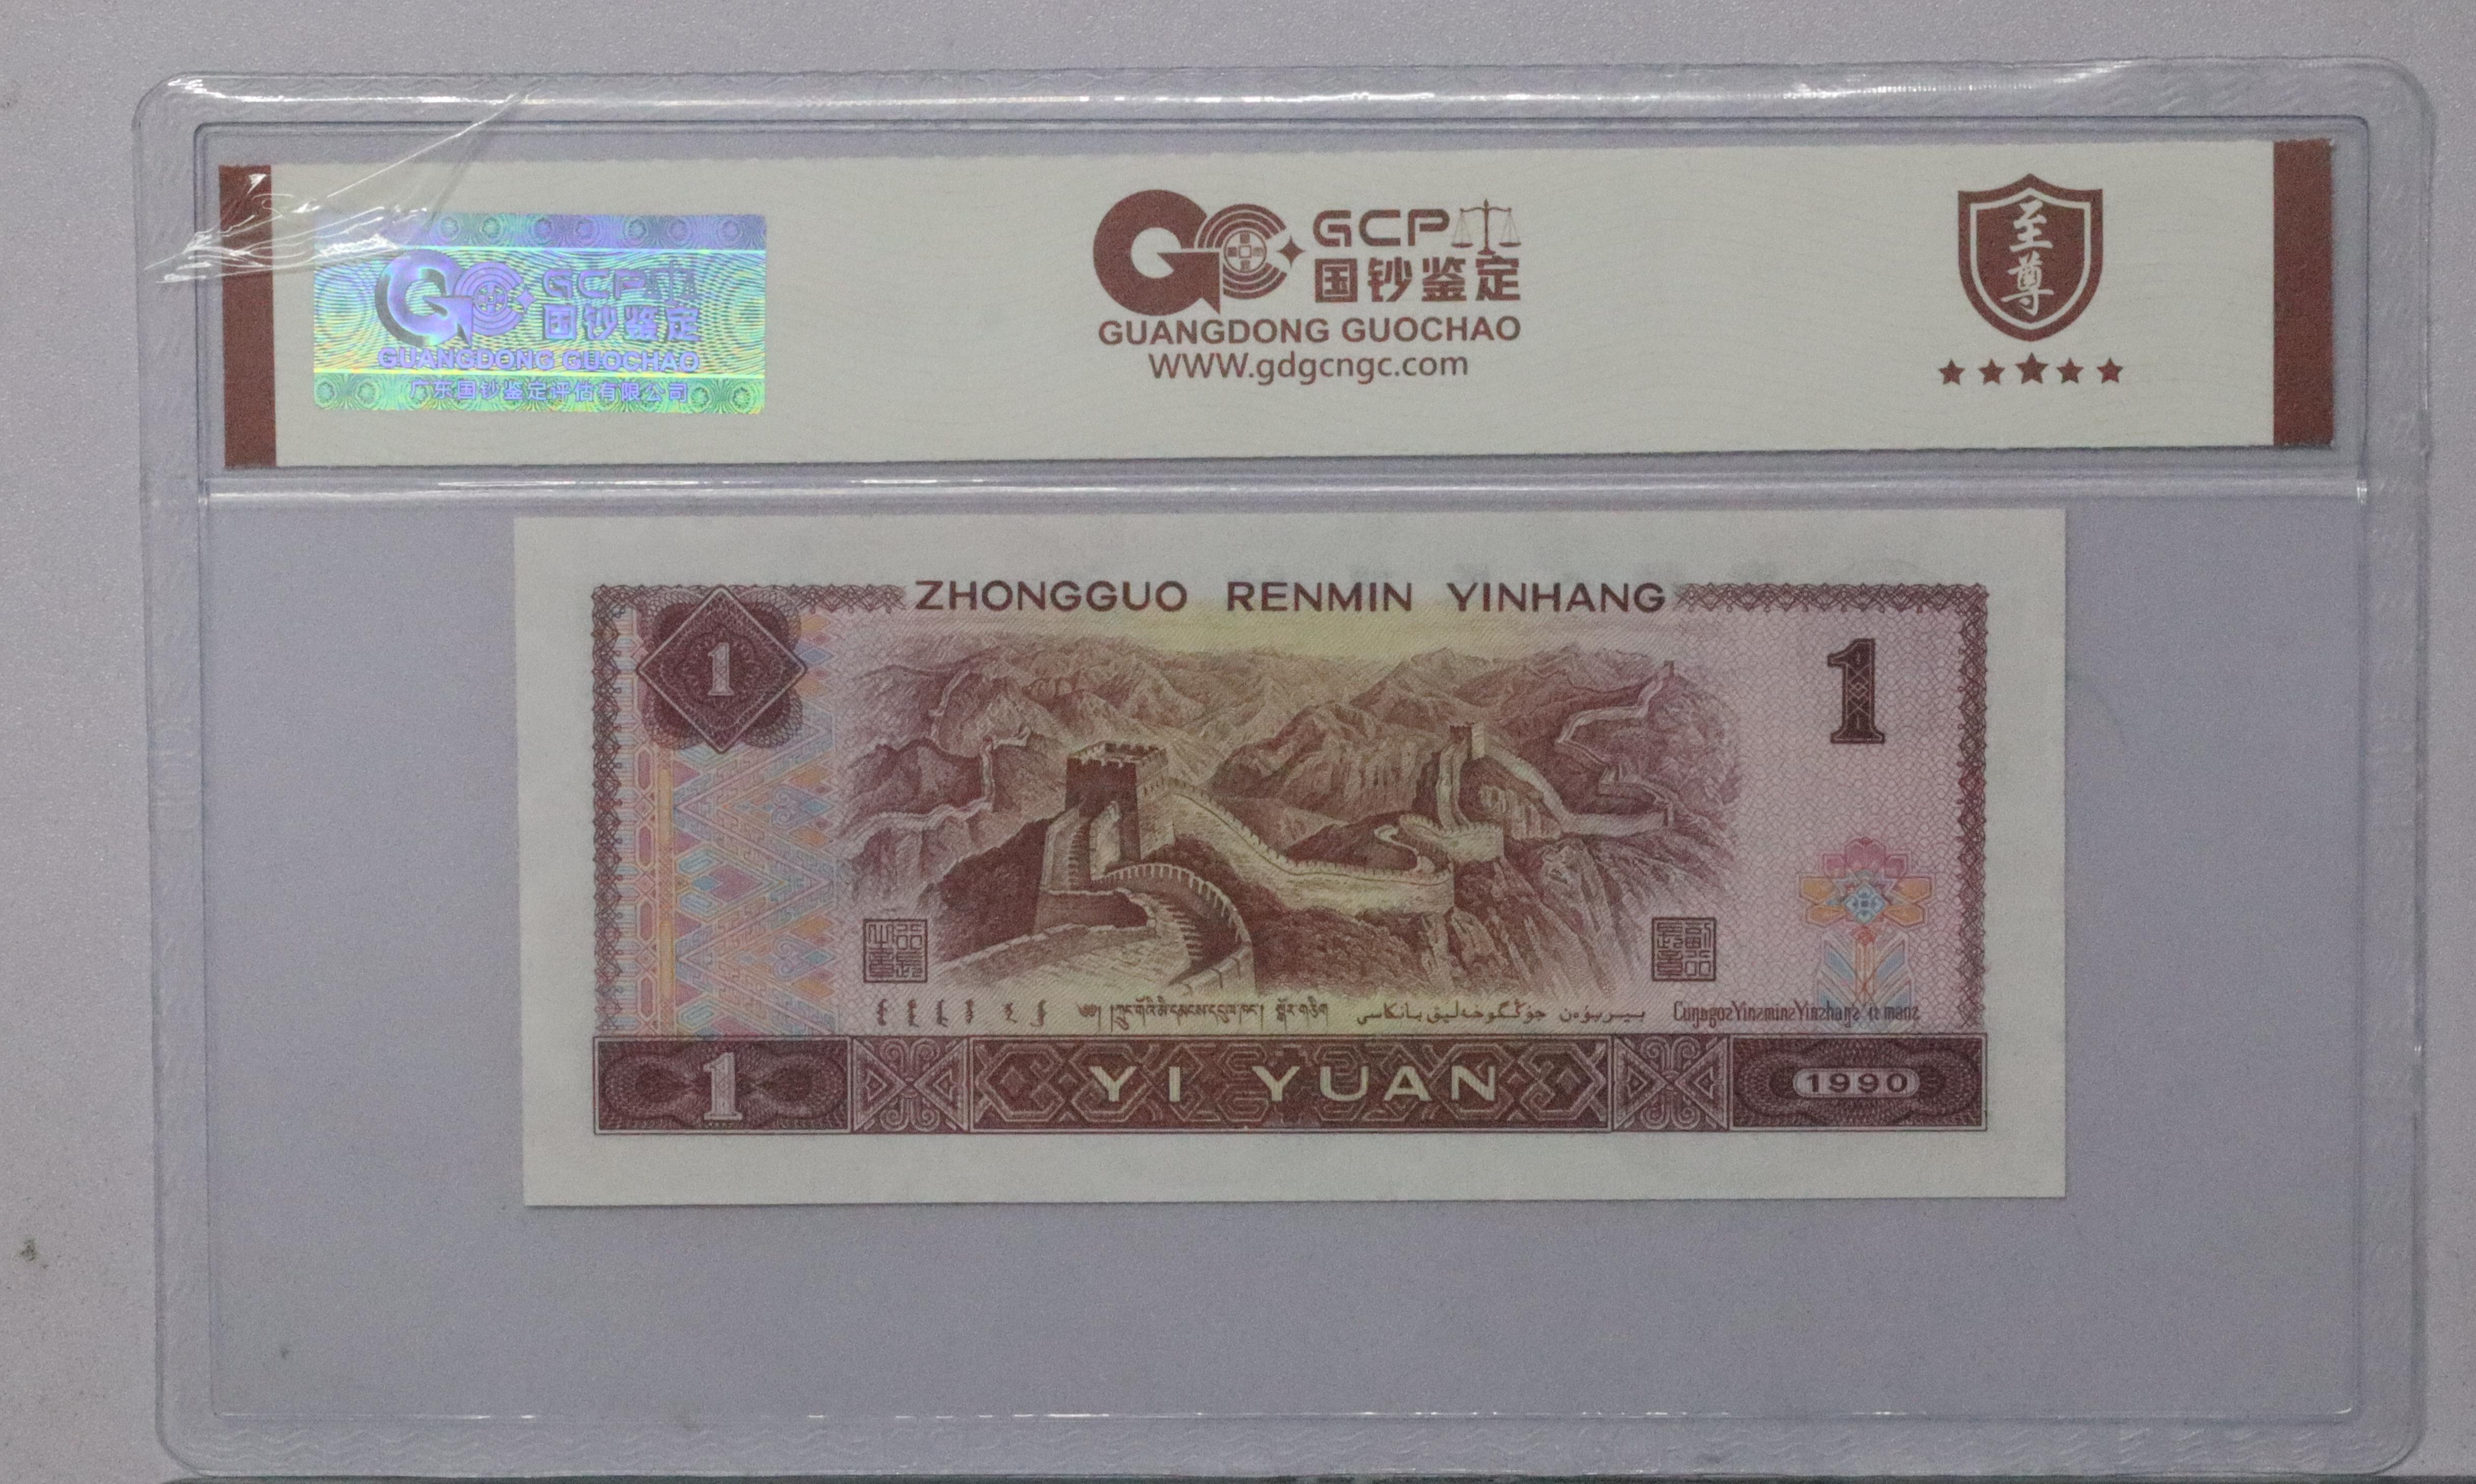 GCP
国钞鉴定
GUANGDONG GUOCHAO
广东国钞鉴定评估有限公司
GCP
国钞鉴定
GUANGDONG GUOCHAO
WWW.gdgcngc.com
至尊
ZHONGGUO RENMIN YINHANG
1
1
YI YUAN
1
1990